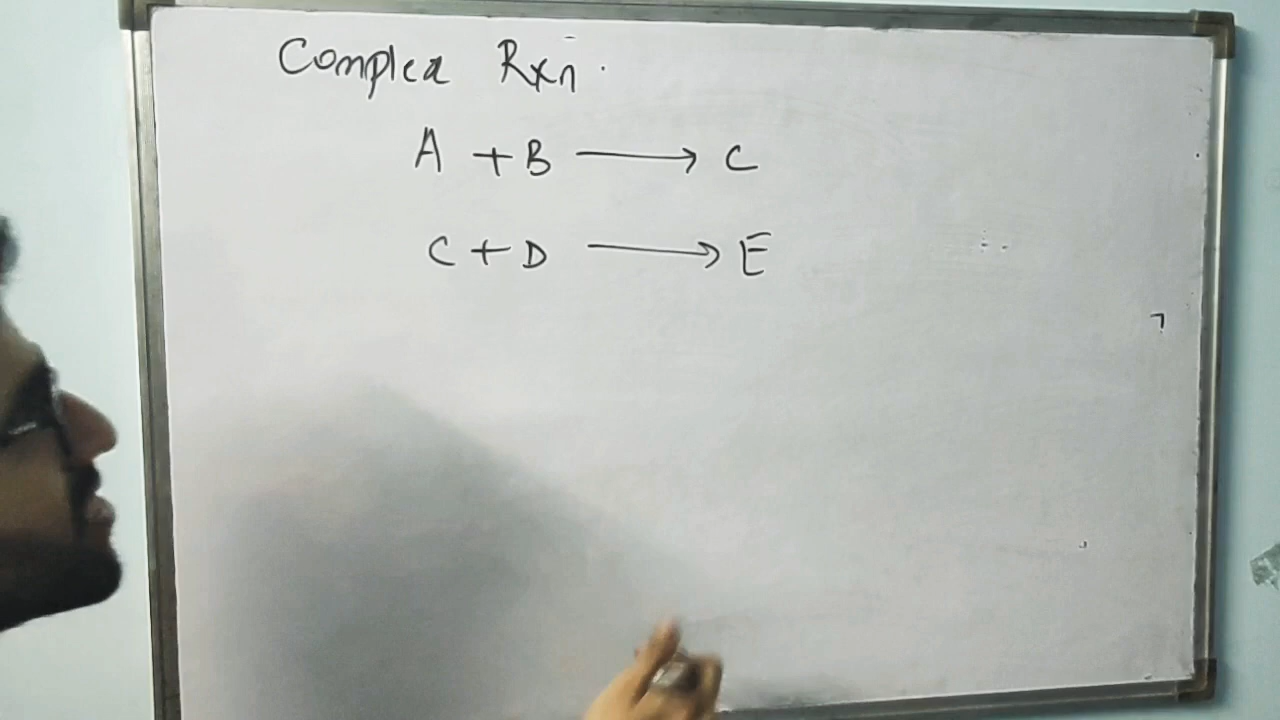 Complex Rxn.
A + B ⟶ C
C + D ⟶ E